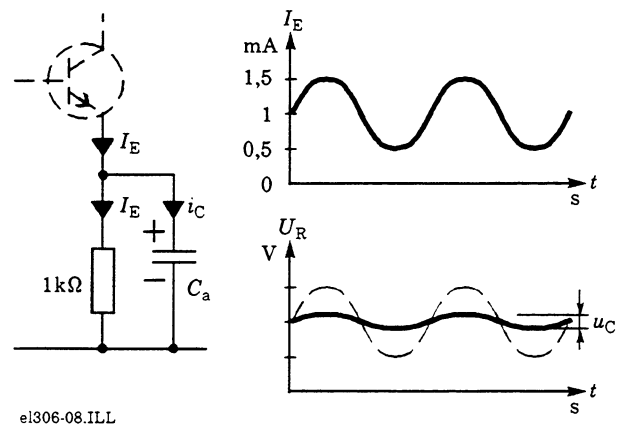 I_E
I_E
i_C
+
−
1kΩ
C_a
I_E
mA
1,5
1
0,5
0
t
s
U_R
V
u_C
t
s
el306-08.ILL